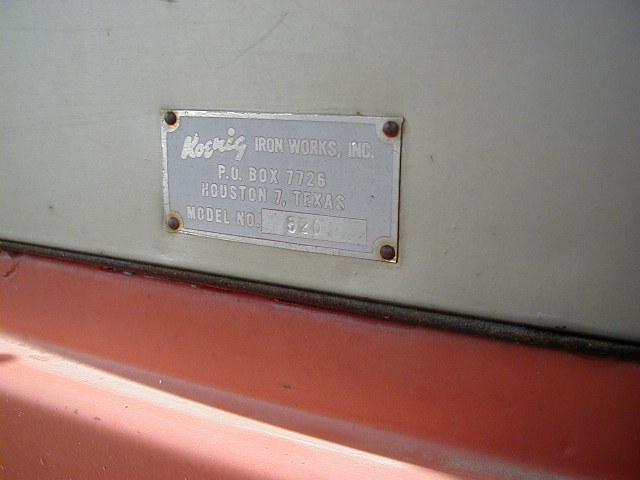 Koenig IRON WORKS, INC.
P.O. BOX 7726
HOUSTON 7, TEXAS
MODEL NO.